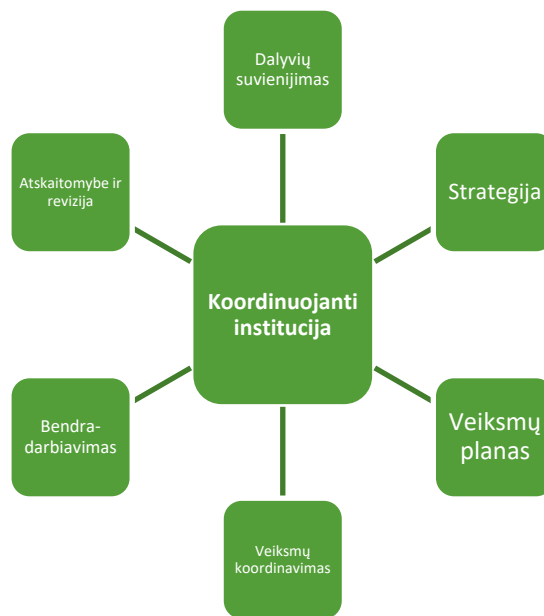 Dalyvių
suvienijimas
Atskaitomybe ir
revizija
Strategija
Koordinuojanti
institucija
Bendra-
darbiavimas
Veiksmų
planas
Veiksmų
koordinavimas